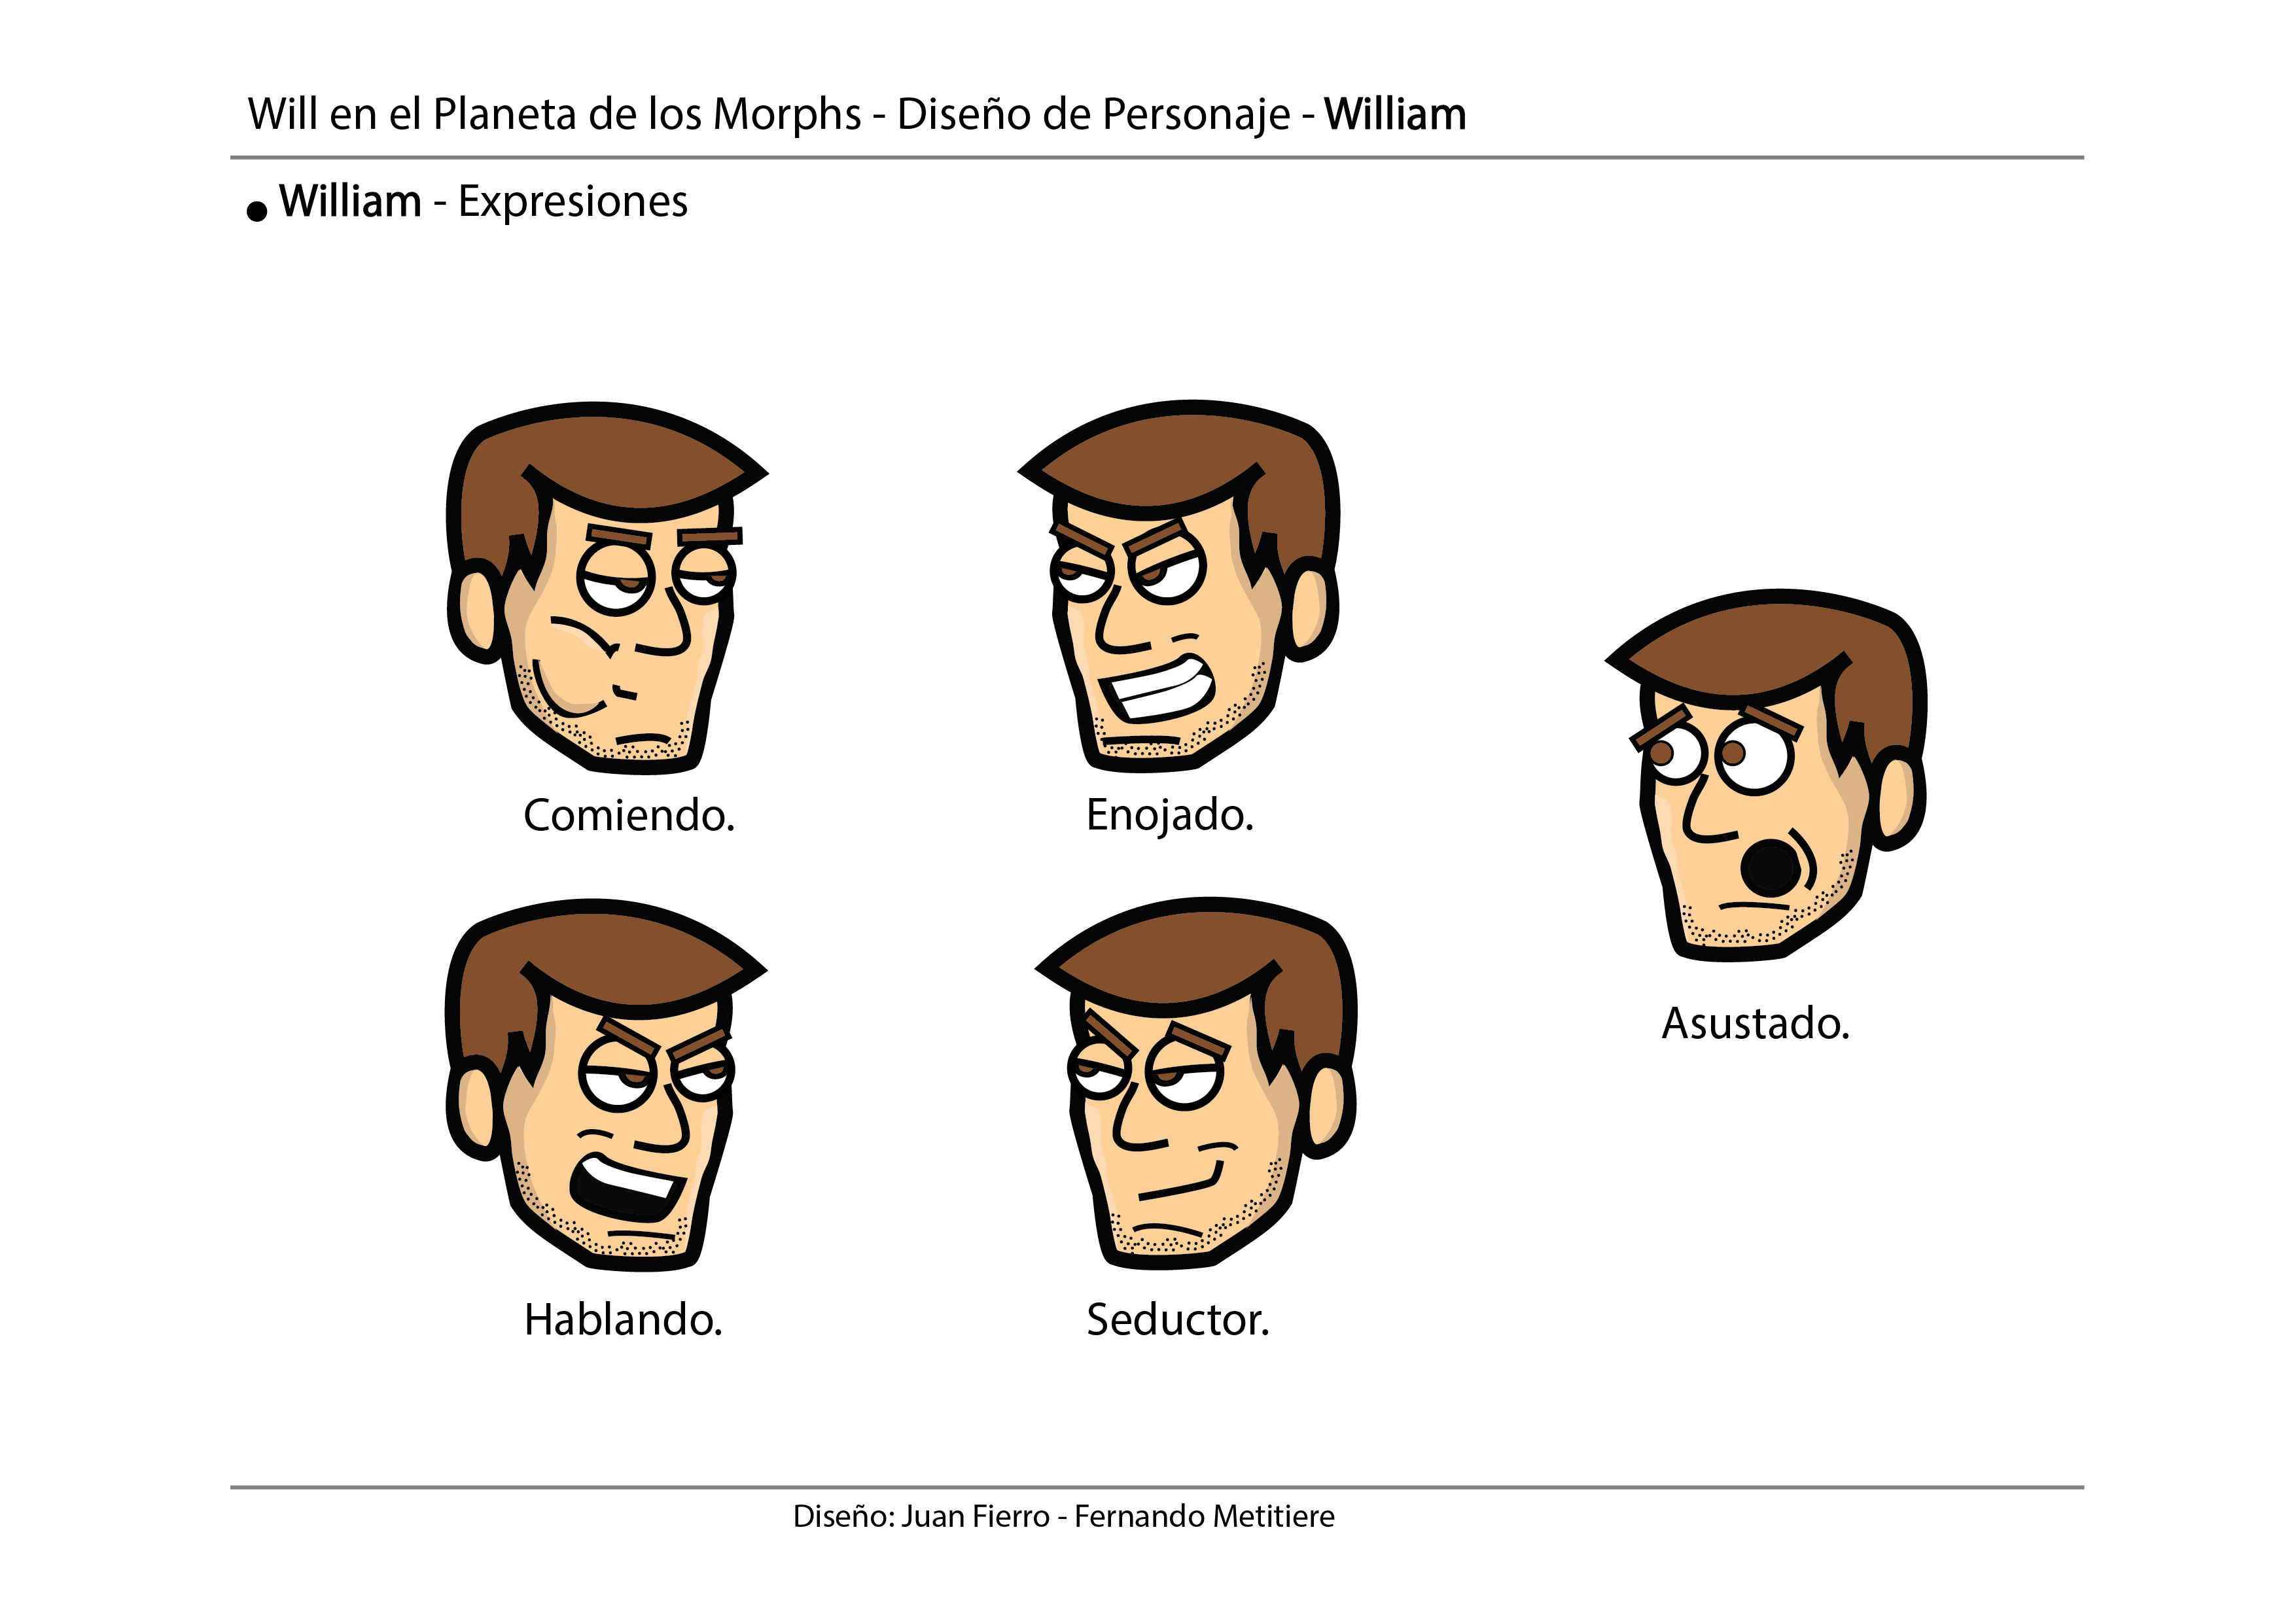 Will en el Planeta de los Morphs - Diseño de Personaje - William
William - Expresiones
Comiendo.
Enojado.
Asustado.
Hablando.
Seductor.
Diseño: Juan Fierro - Fernando Metitiere